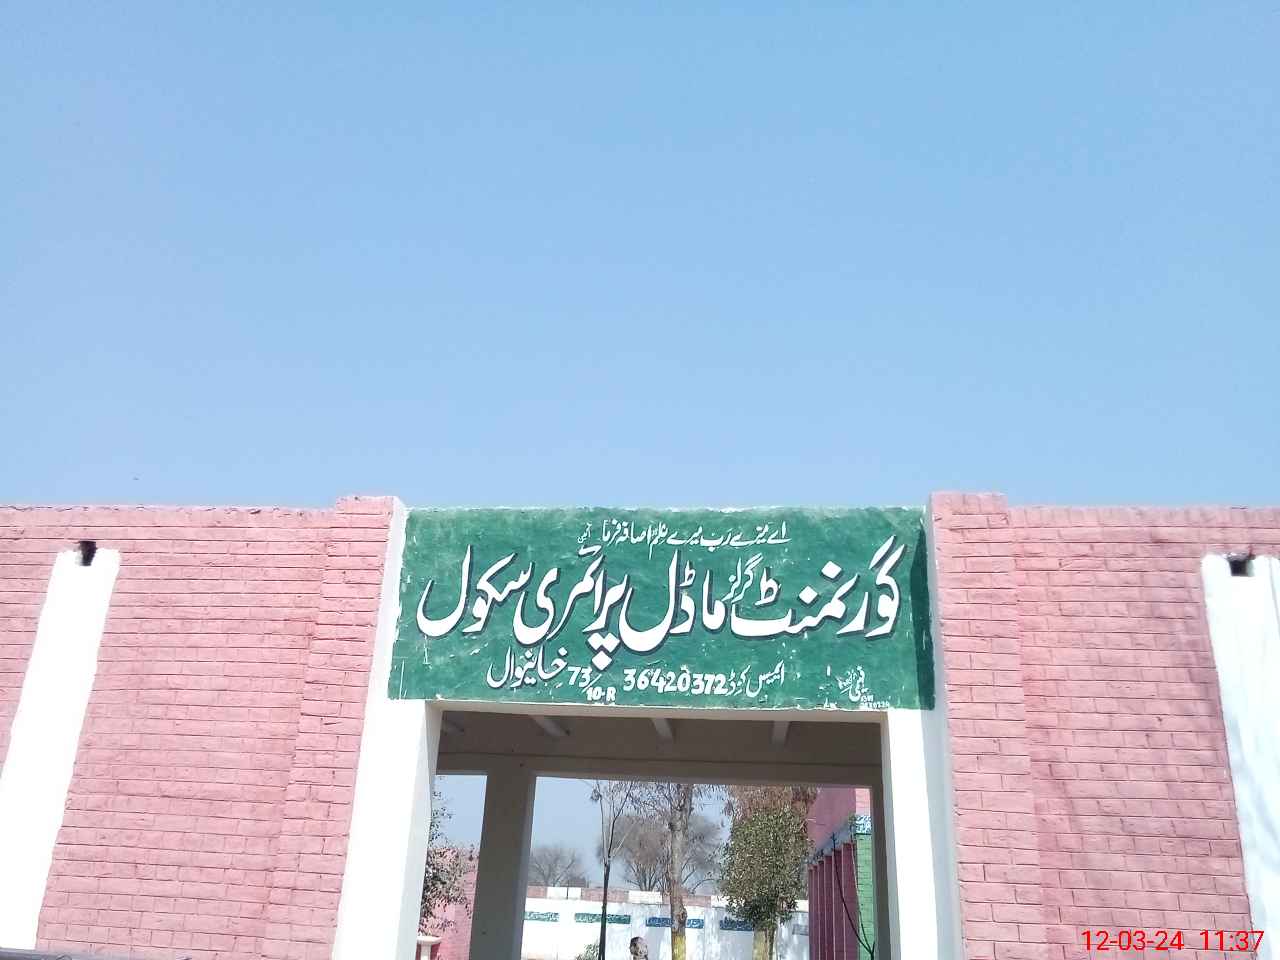 اے میرے رب میرے علم میں اضافہ فرما
گورنمنٹ گرلز ماڈل پرائمری سکول
ایمس کوڈ 36420372 73/10-R خانیوال
12-03-24 11:37